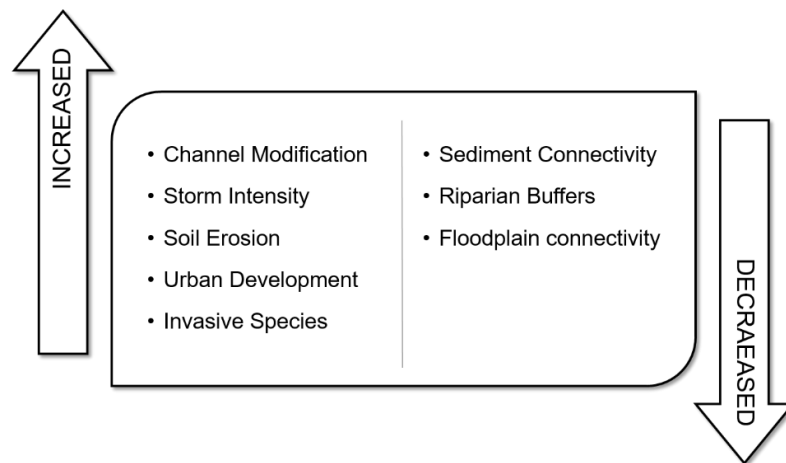 INCREASED
• Channel Modification
• Storm Intensity
• Soil Erosion
• Urban Development
• Invasive Species
• Sediment Connectivity
• Riparian Buffers
• Floodplain connectivity
DECRAEASED